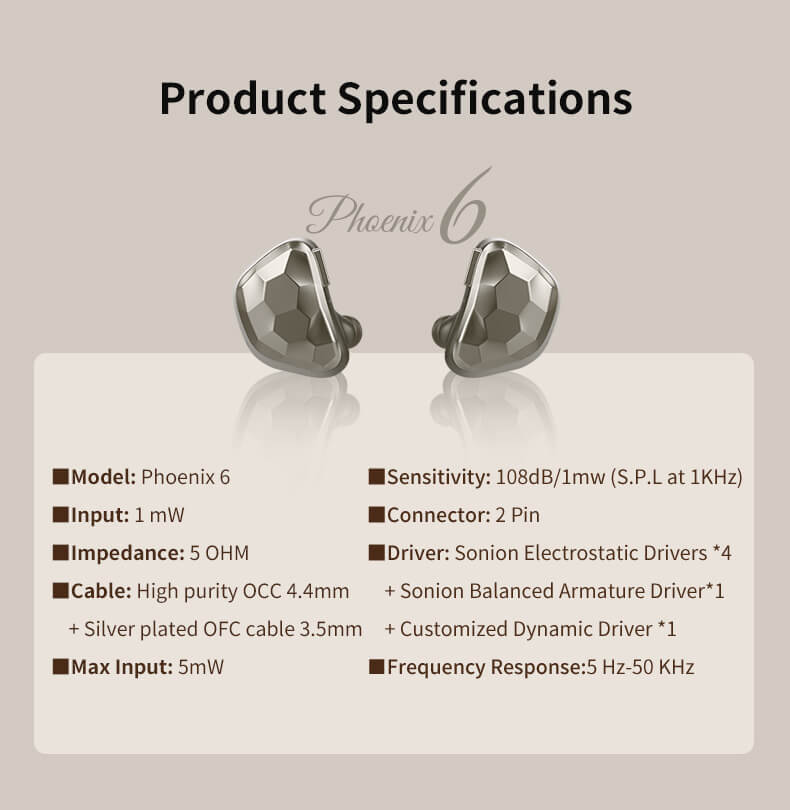 Product Specifications
Phoenix 6
■Model: Phoenix 6
■Input: 1 mW
■Impedance: 5 OHM
■Cable: High purity OCC 4.4mm
+ Silver plated OFC cable 3.5mm
■Max Input: 5mW
■Sensitivity: 108dB/1mw (S.P.L at 1KHz)
■Connector: 2 Pin
■Driver: Sonion Electrostatic Drivers *4
+ Sonion Balanced Armature Driver*1
+ Customized Dynamic Driver *1
■Frequency Response:5 Hz-50 KHz